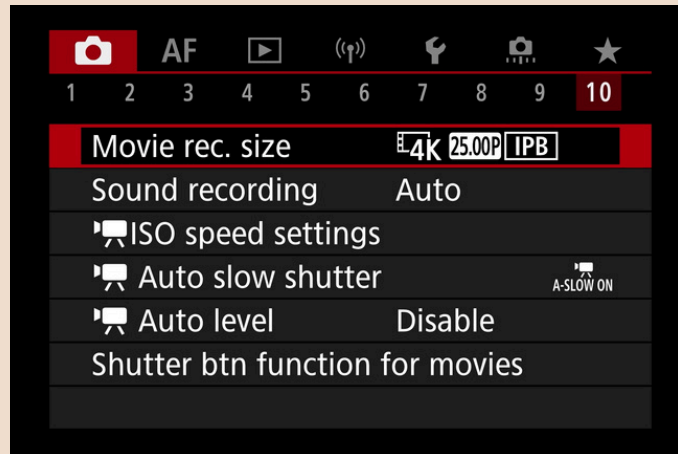 AF
1 2 3 4 5 6 7 8 9 10
Movie rec. size 4K 25.00P IPB
Sound recording Auto
ISO speed settings
Auto slow shutter A-SLOW ON
Auto level Disable
Shutter btn function for movies